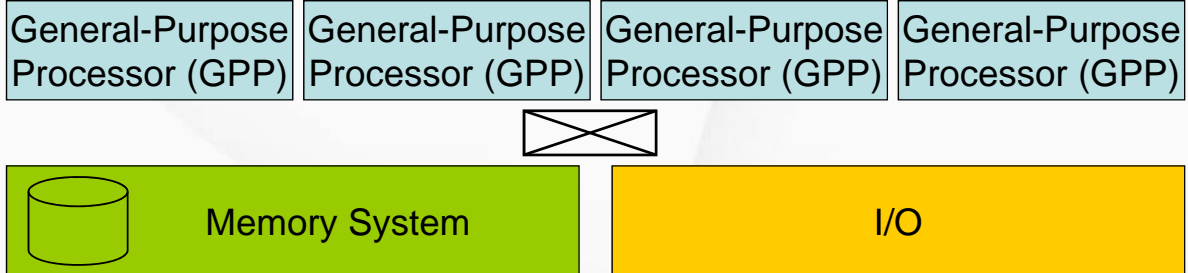 General-Purpose
Processor (GPP)
General-Purpose
Processor (GPP)
General-Purpose
Processor (GPP)
General-Purpose
Processor (GPP)
Memory System
I/O